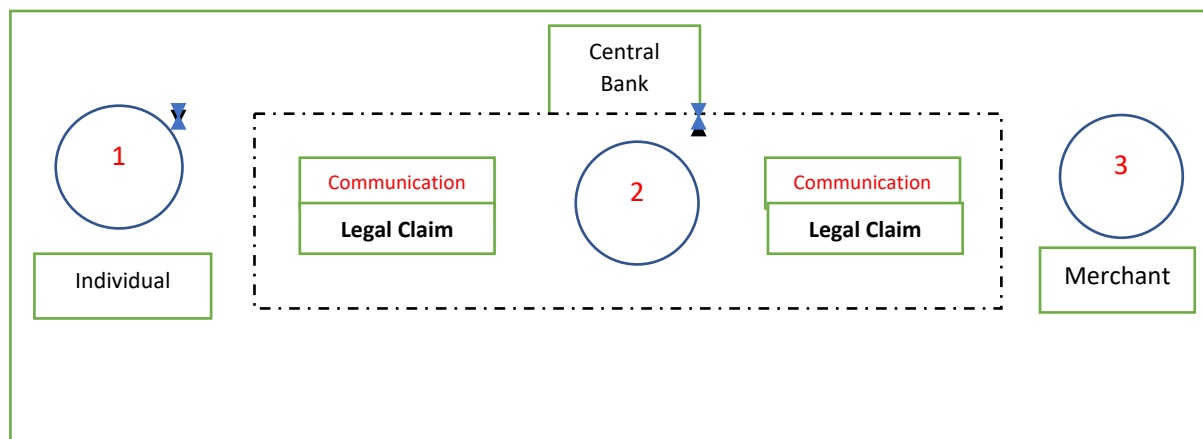 Central
Bank
1
Communication
Legal Claim
2
Communication
Legal Claim
3
Individual
Merchant